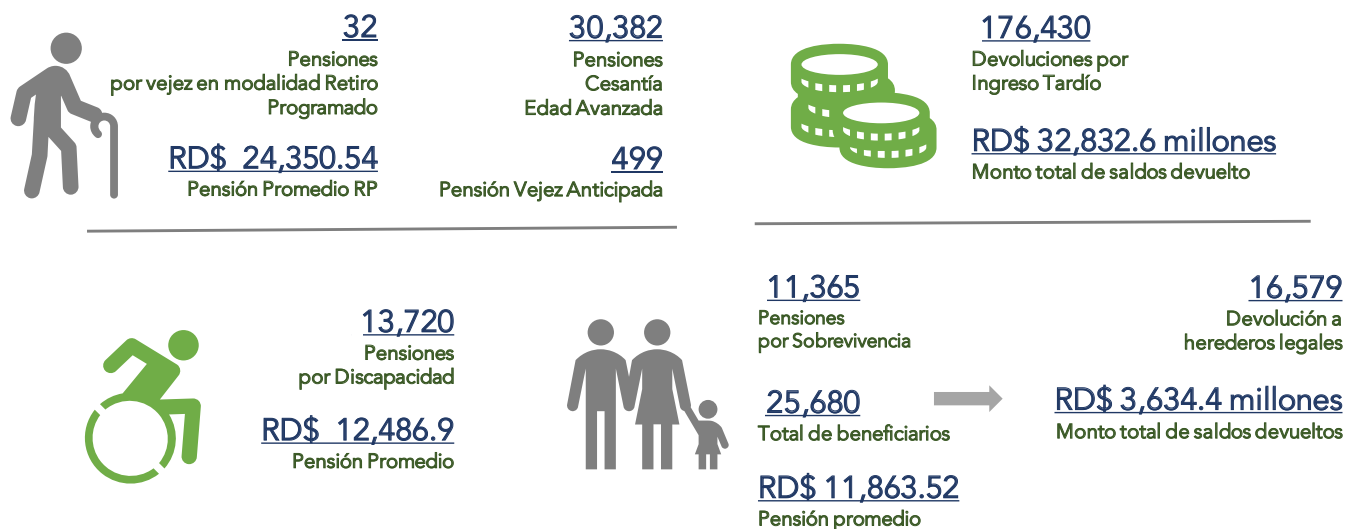 32
Pensiones
por vejez en modalidad Retiro
Programado
RD$ 24,350.54
Pensión Promedio RP
30,382
Pensiones
Cesantía
Edad Avanzada
499
Pensión Vejez Anticipada
176,430
Devoluciones por
Ingreso Tardío
RD$ 32,832.6 millones
Monto total de saldos devuelto
13,720
Pensiones
por Discapacidad
RD$ 12,486.9
Pensión Promedio
11,365
Pensiones
por Sobrevivencia
25,680
Total de beneficiarios
RD$ 11,863.52
Pensión promedio
16,579
Devolución a
herederos legales
RD$ 3,634.4 millones
Monto total de saldos devueltos